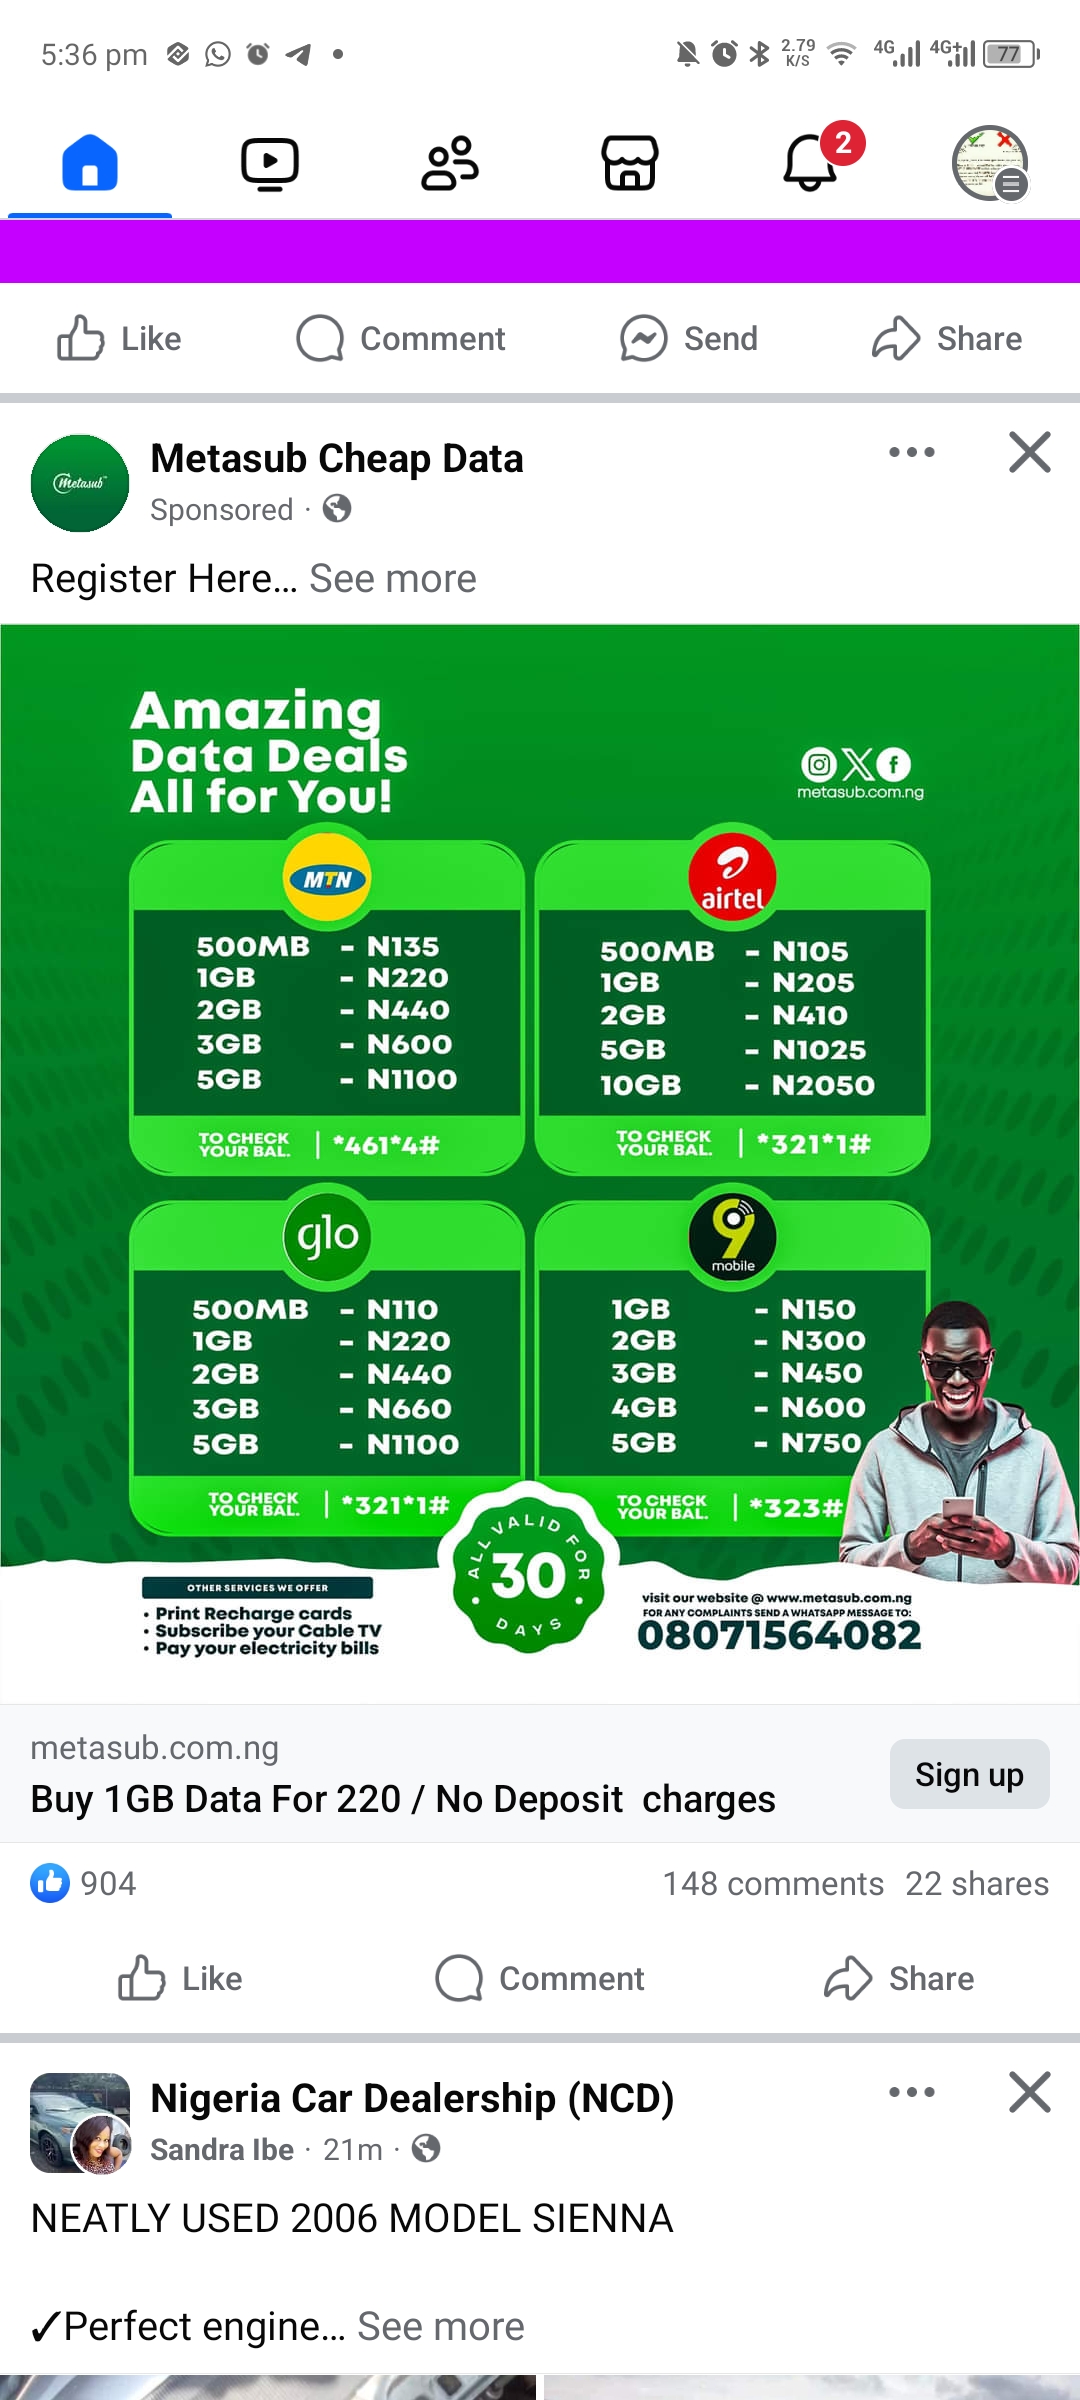 5:36 pm
2.79
K/S
4G
4G+
77
2
Like
Comment
Send
Share
Metasub
Metasub Cheap Data
Sponsored ·
Register Here... See more
Amazing
Data Deals
All for You!
metasub.com.ng
MTN
500MB - N135
1GB - N220
2GB - N440
3GB - N600
5GB - N1100
TO CHECK
YOUR BAL. | *461*4#
airtel
500MB - N105
1GB - N205
2GB - N410
5GB - N1025
10GB - N2050
TO CHECK
YOUR BAL. | *321*1#
glo
500MB - N110
1GB - N220
2GB - N440
3GB - N660
5GB - N1100
TO CHECK
YOUR BAL. | *321*1#
9
mobile
1GB - N150
2GB - N300
3GB - N450
4GB - N600
5GB - N750
TO CHECK
YOUR BAL. | *323#
ALL VALID FOR
30
DAYS
OTHER SERVICES WE OFFER
· Print Recharge cards
· Subscribe your Cable TV
· Pay your electricity bills
visit our website @ www.metasub.com.ng
FOR ANY COMPLAINTS SEND A WHATSAPP MESSAGE TO:
08071564082
metasub.com.ng
Buy 1GB Data For 220 / No Deposit charges
Sign up
904
148 comments 22 shares
Like
Comment
Share
Nigeria Car Dealership (NCD)
Sandra Ibe · 21m ·
NEATLY USED 2006 MODEL SIENNA
✓Perfect engine... See more